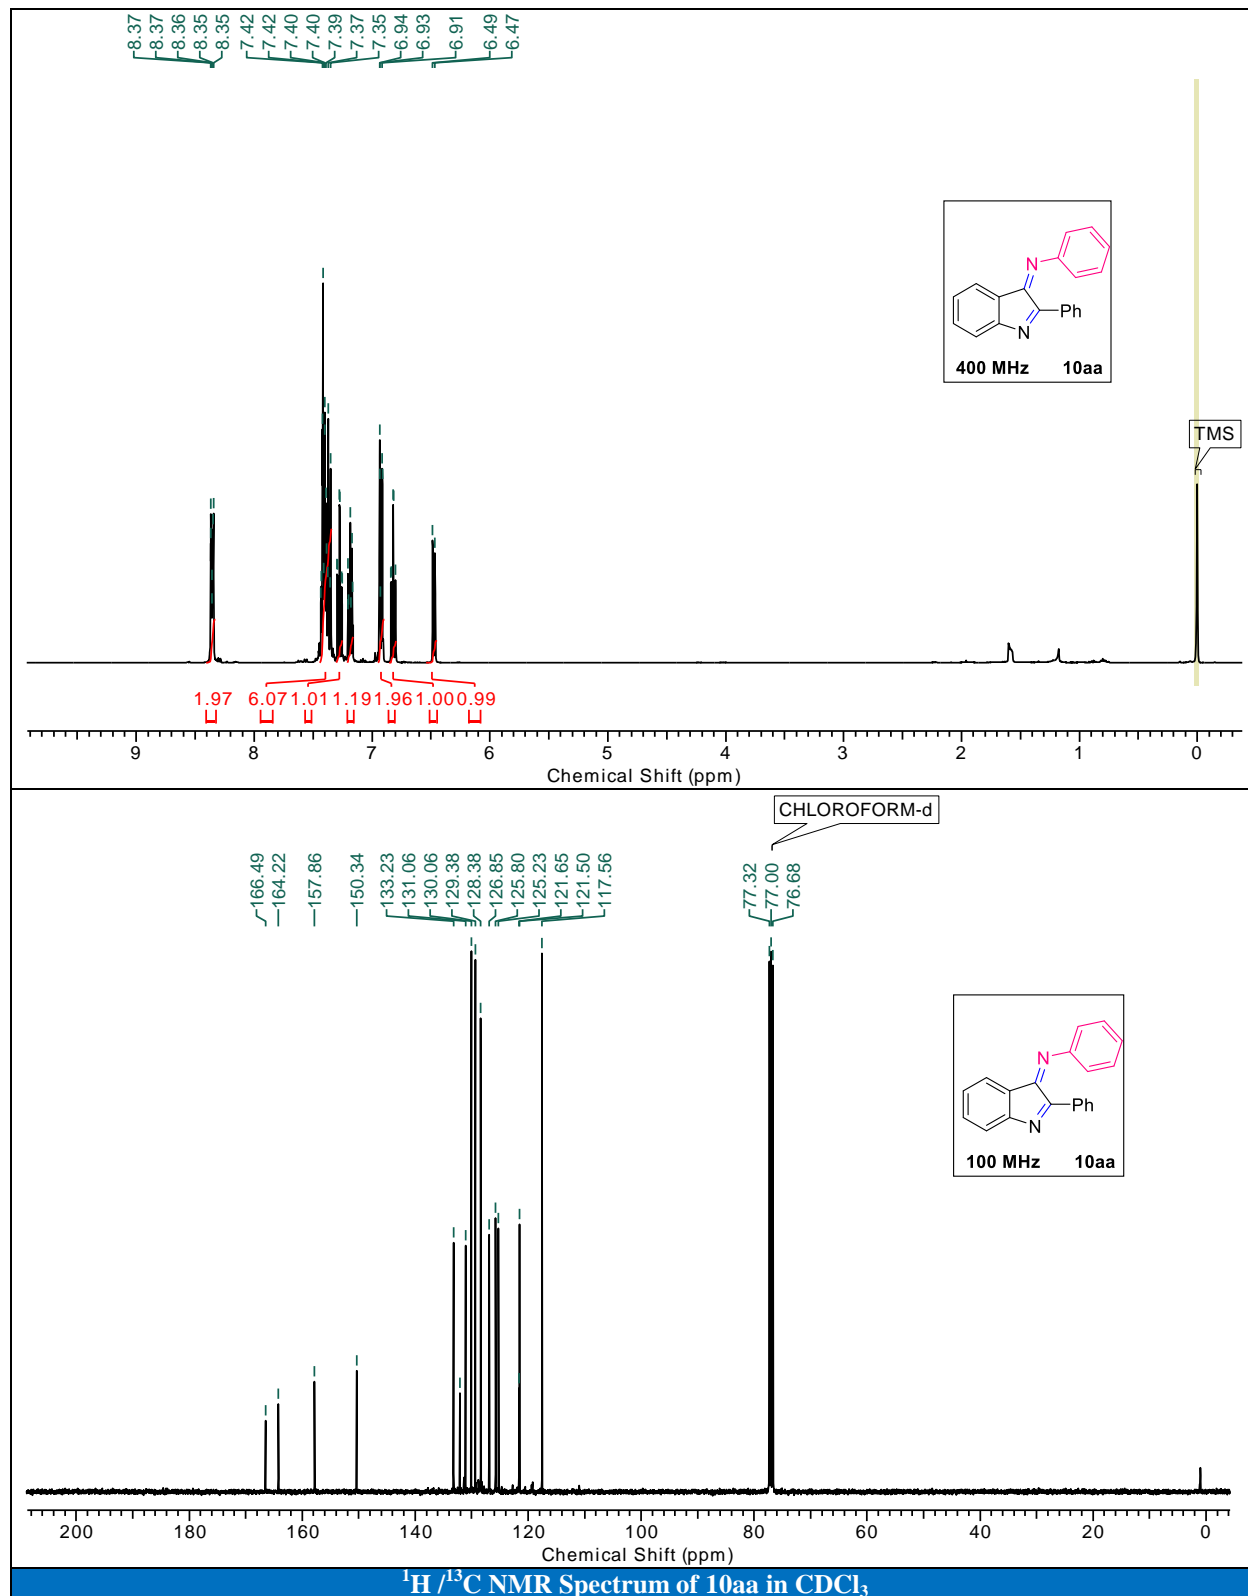 8.37 8.37 8.36 8.35 8.35 7.42 7.42 7.40 7.40 7.39 7.37 7.35 6.94 6.93 6.91 6.49 6.47
N
Ph
N
400 MHz 10aa
TMS
1.97 6.07 1.01 1.19 1.96 1.00 0.99
9 8 7 6 5 4 3 2 1 0
Chemical Shift (ppm)
CHLOROFORM-d
166.49 164.22 157.86 150.34 133.23 131.06 130.06 129.38 128.38 126.85 125.80 125.23 121.65 121.50 117.56 77.32 77.00 76.68
N
Ph
N
100 MHz 10aa
200 180 160 140 120 100 80 60 40 20 0
Chemical Shift (ppm)
¹H /¹³C NMR Spectrum of 10aa in CDCl₃